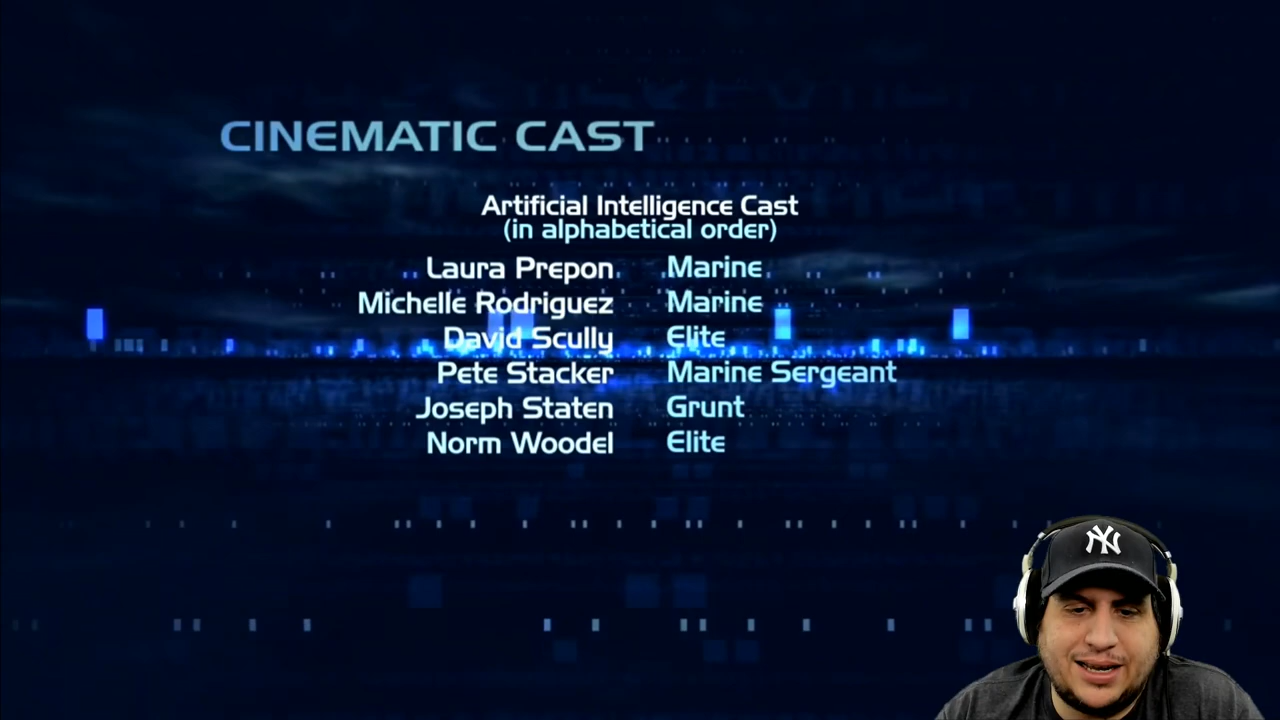 CINEMATIC CAST
Artificial Intelligence Cast
(in alphabetical order)
Laura Prepon Marine
Michelle Rodriguez Marine
David Scully Elite
Pete Stacker Marine Sergeant
Joseph Staten Grunt
Norm Woodel Elite
NY